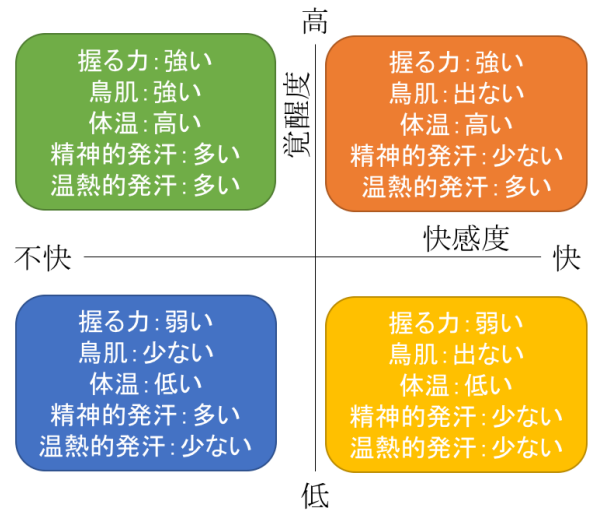 高
握る力：強い
鳥肌：強い
体温：高い
精神的発汗：多い
温熱的発汗：多い
覚醒度
握る力：強い
鳥肌：出ない
体温：高い
精神的発汗：少ない
温熱的発汗：多い
不快
快感度
快
握る力：弱い
鳥肌：少ない
体温：低い
精神的発汗：多い
温熱的発汗：少ない
握る力：弱い
鳥肌：出ない
体温：低い
精神的発汗：少ない
温熱的発汗：少ない
低